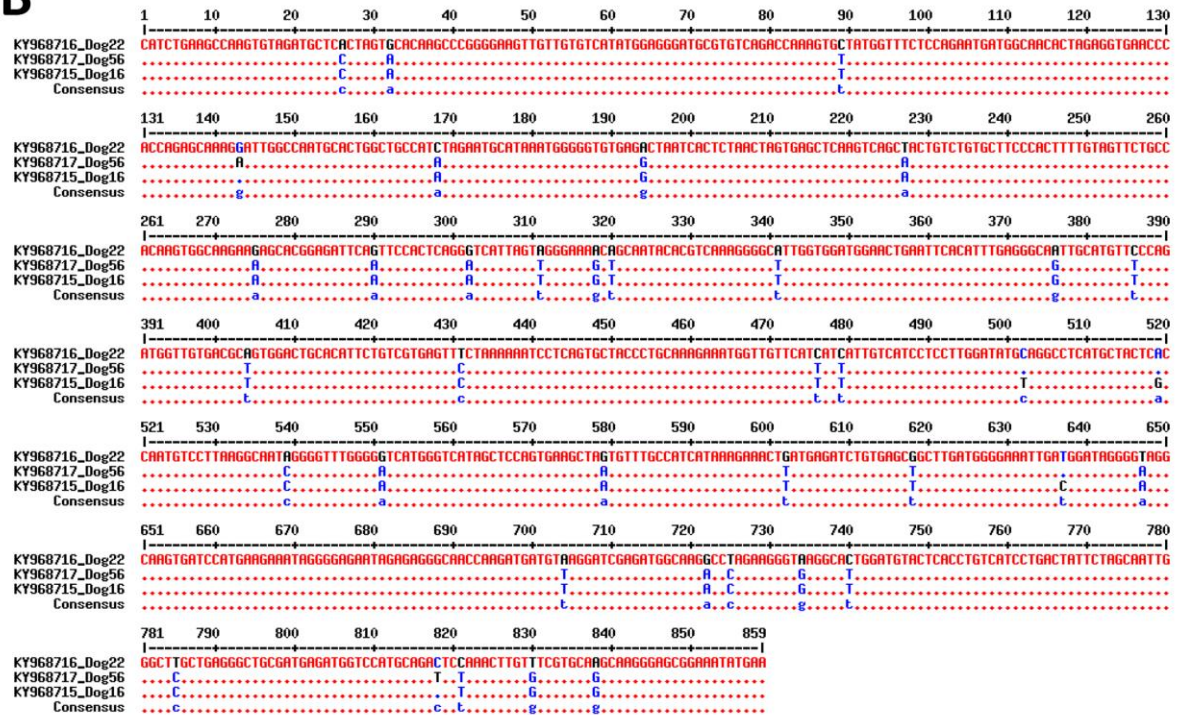 B
1 10 20 30 40 50 60 70 80 90 100 110 120 130
KY968716_Dog22 CATCTGAAGCCAAGTGTAGATGCTCACTAGTGCACAAGCCCGGGGAAGTTGTTGTGTCATATGGAGGGATGCGTGTCAGACCAAAGTGCTATGGTTTCTCCAGAATGATGGCAACACTAGAGGTGAACCC
KY968717_Dog56 C A T
KY968715_Dog16 C A T
Consensus c a t
131 140 150 160 170 180 190 200 210 220 230 240 250 260
KY968716_Dog22 ACCAGAGCAAAGGATTGGCCAATGCACTGGCTGCCATCTAGAATGCATAAATGGGGGTGTGAGACTAATCACTCTAACTAGTGAGCTCAAGTCAGCTACTGTCTGTGCTTCCCACTTTTGTAGTTCTGCC
KY968717_Dog56 A A G A
KY968715_Dog16 . A G A
Consensus g a g a
261 270 280 290 300 310 320 330 340 350 360 370 380 390
KY968716_Dog22 ACAAGTGGCAAGAAGAGCACGGAGATTCAGTTCCACTCAGGGTCATTAGTAGGGAAAACAGCAATACACGTCAAAGGGGCATTGGTGGATGGAACTGAATTCACATTTGAGGGCAATTGCATGTTCCCAG
KY968717_Dog56 A A A T G T T G T
KY968715_Dog16 A A A T G T T G T
Consensus a a a t g t t g t
391 400 410 420 430 440 450 460 470 480 490 500 510 520
KY968716_Dog22 ATGGTTGTGACGCAGTGGACTGCACATTCTGTCGTGAGTTTCTAAAAAATCCTCAGTGCTACCCTGCAAAGAAATGGTTGTTCATCATCATTGTCATCCTCCTTGGATATGCAGGCCTCATGCTACTCAC
KY968717_Dog56 T C T T . .
KY968715_Dog16 T C T T T G
Consensus t c t t c a
521 530 540 550 560 570 580 590 600 610 620 630 640 650
KY968716_Dog22 CAATGTCCTTAAGGCAATAGGGGTTTGGGGGTCATGGGTCATAGCTCCAGTGAAGCTAGTGTTTGCCATCATAAAGAAACTGATGAGATCTGTGAGCGGCTTGATGGGGAAATTGATGGATAGGGGTAGG
KY968717_Dog56 C A A T T . A
KY968715_Dog16 C A A T T C A
Consensus c a a t t t a
651 660 670 680 690 700 710 720 730 740 750 760 770 780
KY968716_Dog22 CAAGTGATCCATGAAGAAATAGGGGAGAATAGAGAGGGCAACCAAGATGATGTAAGGATCGAGATGGCAAGGCCTAGAAGGGTAAGGCACTGGATGTACTCACCTGTCATCCTGACTATTCTAGCAATTG
KY968717_Dog56 T A C G T
KY968715_Dog16 T A C G T
Consensus t a c g t
781 790 800 810 820 830 840 850 859
KY968716_Dog22 GGCTTGCTGAGGGCTGCGATGAGATGGTCCATGCAGACTCCAAACTTGTTTCGTGCAAGCAAGGGAGCGGAAATATGAA
KY968717_Dog56 C T T G G
KY968715_Dog16 C . T G G
Consensus c c t g g